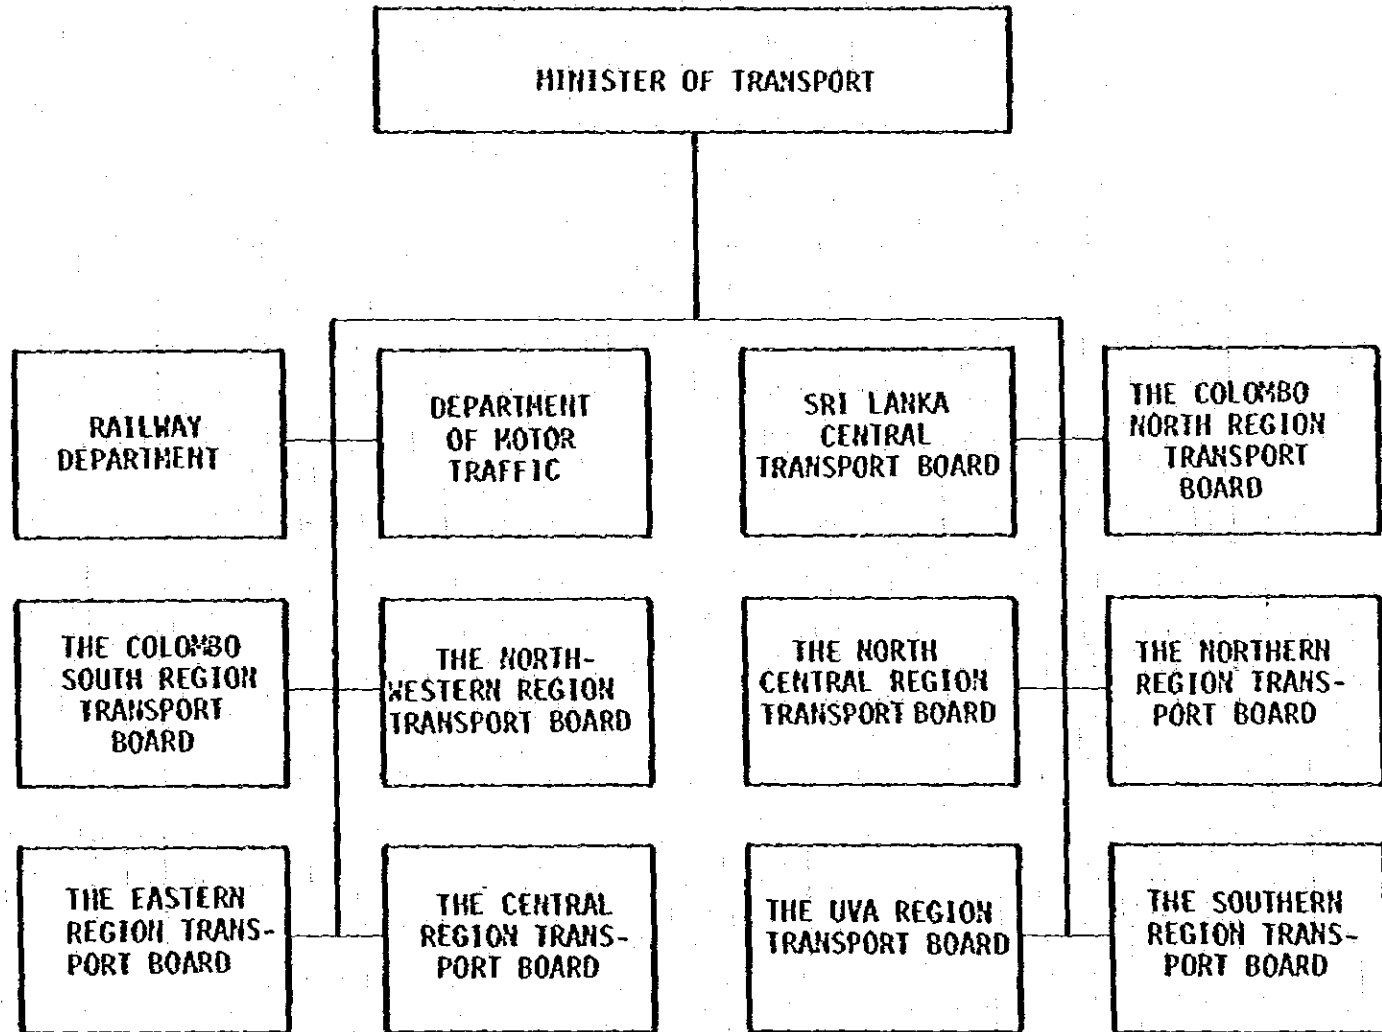 MINISTER OF TRANSPORT
RAILWAY
DEPARTMENT
DEPARTMENT
OF MOTOR
TRAFFIC
SRI LANKA
CENTRAL
TRANSPORT BOARD
THE COLOMBO
NORTH REGION
TRANSPORT
BOARD
THE COLOMBO
SOUTH REGION
TRANSPORT
BOARD
THE NORTH-
WESTERN REGION
TRANSPORT BOARD
THE NORTH
CENTRAL REGION
TRANSPORT BOARD
THE NORTHERN
REGION TRANS-
PORT BOARD
THE EASTERN
REGION TRANS-
PORT BOARD
THE CENTRAL
REGION TRANS-
PORT BOARD
THE UVA REGION
TRANSPORT BOARD
THE SOUTHERN
REGION TRANS-
PORT BOARD